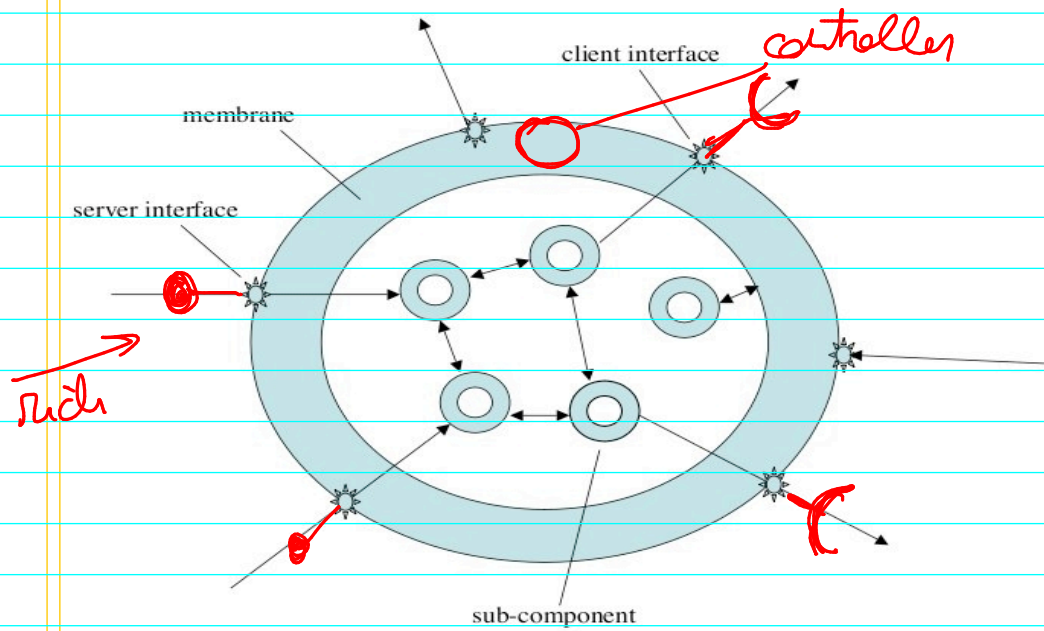 controller
client interface
membrane
server interface
sub-component